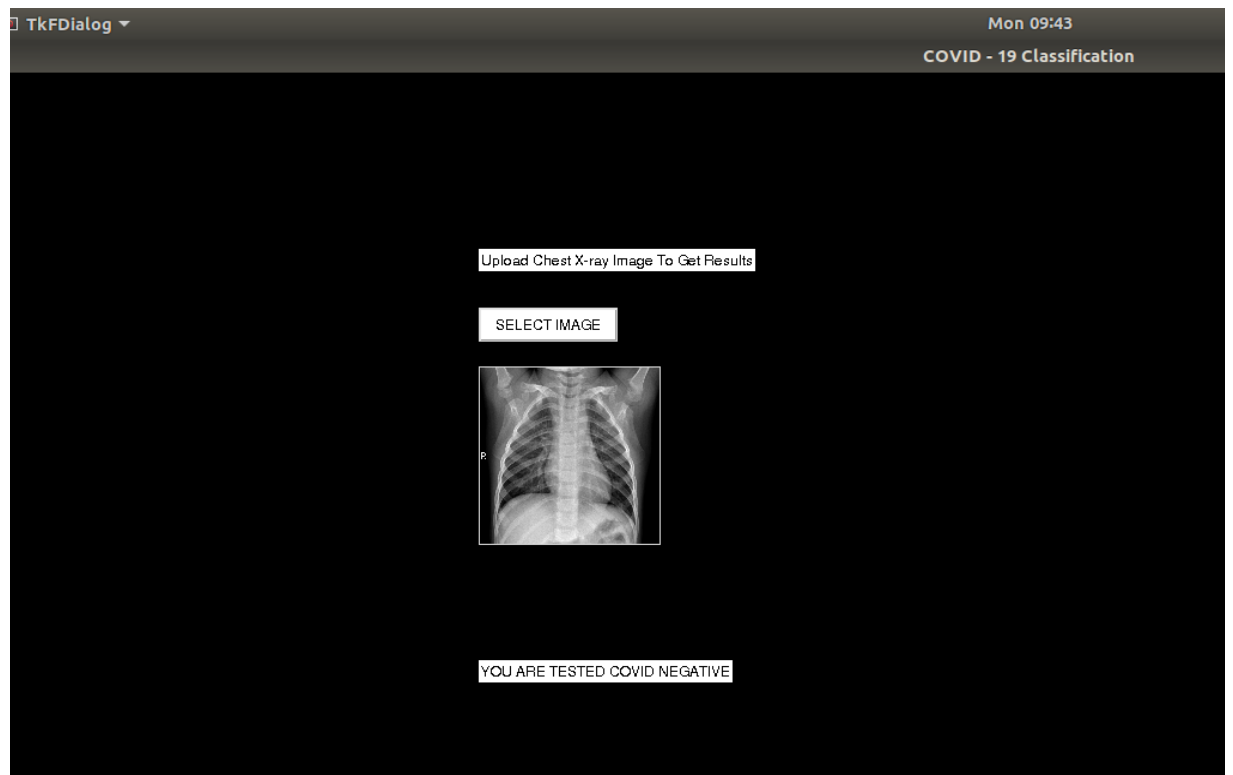 TkFDialog
Mon 09:43
COVID - 19 Classification
Upload Chest X-ray Image To Get Results
SELECT IMAGE
R
YOU ARE TESTED COVID NEGATIVE